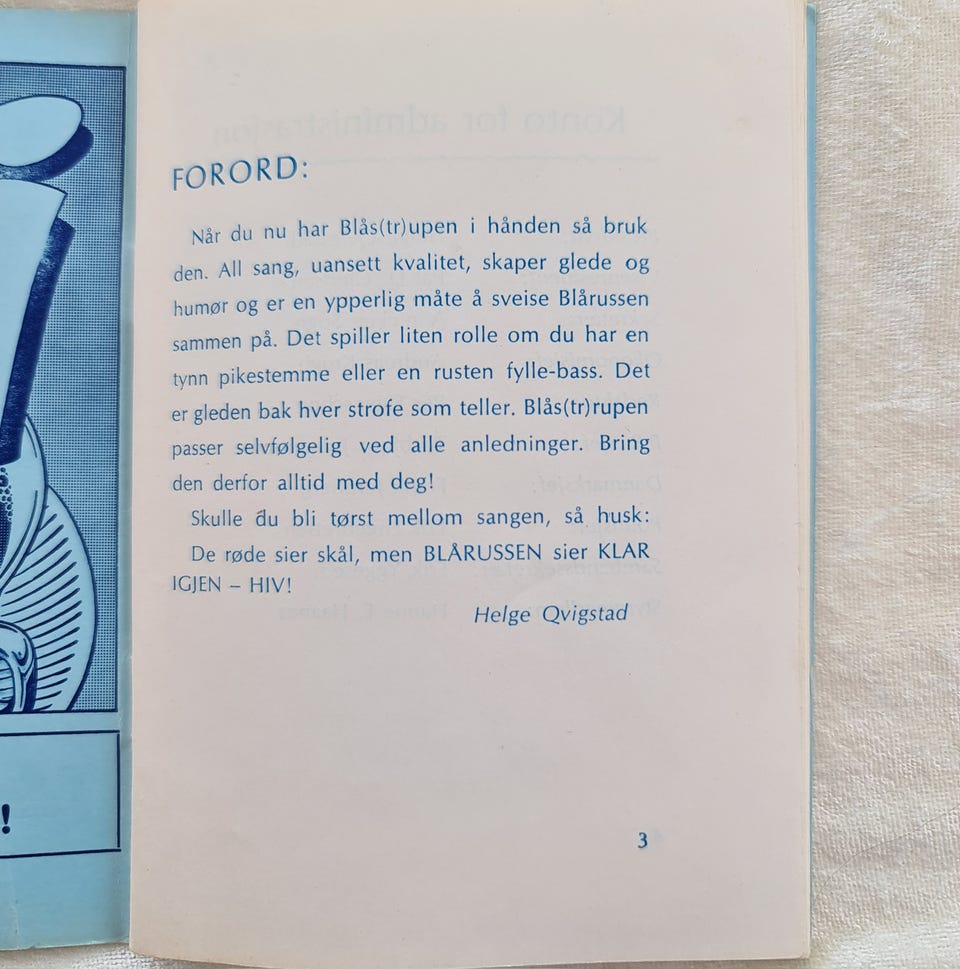 FORORD:
Når du nu har Blås(tr)upen i hånden så bruk
den. All sang, uansett kvalitet, skaper glede og
humør og er en ypperlig måte å sveise Blårussen
sammen på. Det spiller liten rolle om du har en
tynn pikestemme eller en rusten fylle-bass. Det
er gleden bak hver strofe som teller. Blås(tr)rupen
passer selvfølgelig ved alle anledninger. Bring
den derfor alltid med deg!
Skulle du bli tørst mellom sangen, så husk:
De røde sier skål, men BLÅRUSSEN sier KLAR
IGJEN – HIV!
Helge Qvigstad
3
!